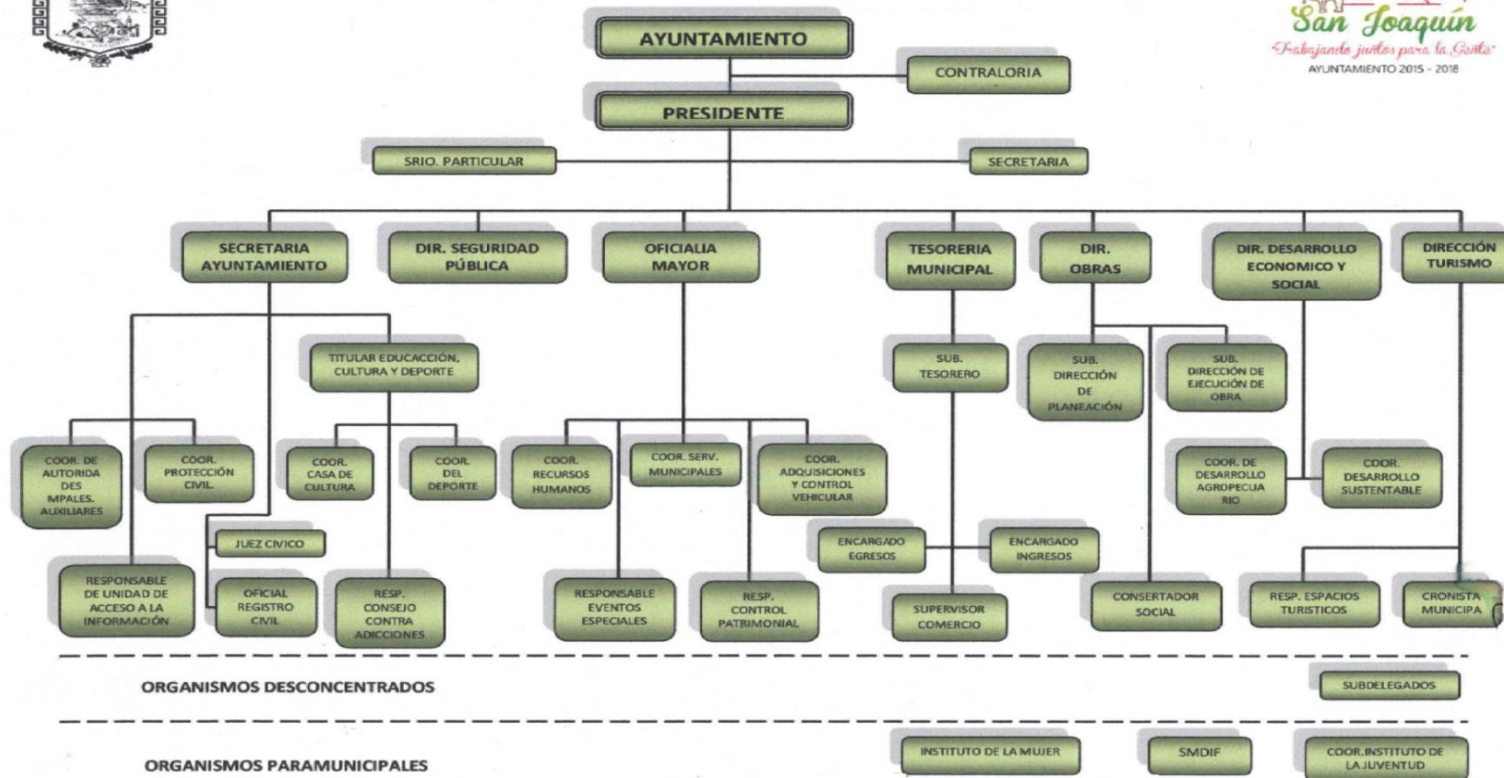 San Joaquín
"Trabajando juntos para la Gente"
AYUNTAMIENTO 2015 - 2018
AYUNTAMIENTO
CONTRALORIA
PRESIDENTE
SRIO. PARTICULAR
SECRETARIA
SECRETARIA
AYUNTAMIENTO
DIR. SEGURIDAD
PÚBLICA
OFICIALIA
MAYOR
TESORERIA
MUNICIPAL
DIR.
OBRAS
DIR. DESARROLLO
ECONOMICO Y
SOCIAL
DIRECCIÓN
TURISMO
TITULAR EDUCACCIÓN,
CULTURA Y DEPORTE
SUB.
TESORERO
SUB.
DIRECCIÓN
DE
PLANEACIÓN
SUB.
DIRECCIÓN DE
EJECUCIÓN DE
OBRA
COOR. DE
AUTORIDA
DES
MPALES.
AUXILIARES
COOR.
PROTECCIÓN
CIVIL
COOR.
CASA DE
CULTURA
COOR.
DEL
DEPORTE
COOR.
RECURSOS
HUMANOS
COOR. SERV.
MUNICIPALES
COOR.
ADQUISICIONES
Y CONTROL
VEHICULAR
COOR. DE
DESARROLLO
AGROPECUA
RIO
COOR.
DESARROLLO
SUSTENTABLE
JUEZ CIVICO
ENCARGADO
EGRESOS
ENCARGADO
INGRESOS
RESPONSABLE
DE UNIDAD DE
ACCESO A LA
INFORMACIÓN
OFICIAL
REGISTRO
CIVIL
RESP.
CONSEJO
CONTRA
ADICCIONES
RESPONSABLE
EVENTOS
ESPECIALES
RESP.
CONTROL
PATRIMONIAL
SUPERVISOR
COMERCIO
CONSERTADOR
SOCIAL
RESP. ESPACIOS
TURISTICOS
CRONISTA
MUNICIPA
ORGANISMOS DESCONCENTRADOS
SUBDELEGADOS
ORGANISMOS PARAMUNICIPALES
INSTITUTO DE LA MUJER
SMDIF
COOR.INSTITUTO DE
LA JUVENTUD